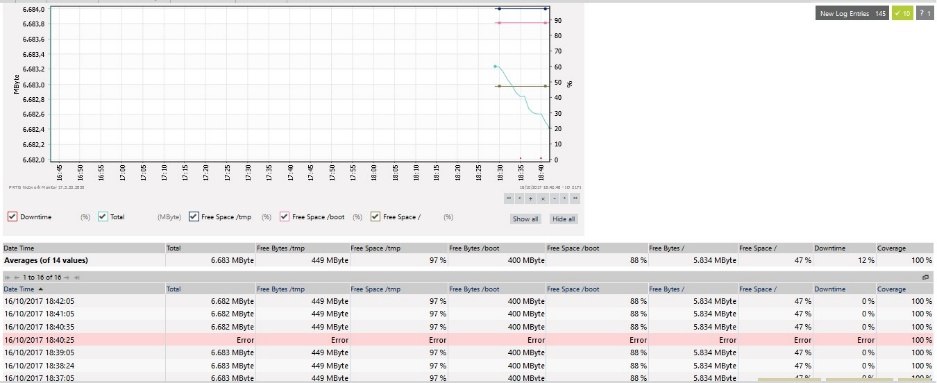 New Log Entries 145 10 ? 1
6.684.0
6.683.8
6.683.6
6.683.4
6.683.2
6.683.0
6.682.8
6.682.6
6.682.4
6.682.2
6.682.0
MByte
90
80
70
60
50
40
30
20
10
0
%
16:45 16:50 16:55 17:00 17:05 17:10 17:15 17:20 17:25 17:30 17:35 17:40 17:45 17:50 17:55 18:00 18:05 18:10 18:15 18:20 18:25 18:30 18:35 18:40
Downtime (%) Total (MByte) Free Space /tmp (%) Free Space /boot (%) Free Space / (%)
Show all Hide all
Date Time Total Free Bytes /tmp Free Space /tmp Free Bytes /boot Free Space /boot Free Bytes / Free Space / Downtime Coverage
Averages (of 14 values) 6.683 MByte 449 MByte 97 % 400 MByte 88 % 5.834 MByte 47 % 12 % 100 %
1 to 16 of 16
Date Time Total Free Bytes /tmp Free Space /tmp Free Bytes /boot Free Space /boot Free Bytes / Free Space / Downtime Coverage
16/10/2017 18:42:05 6.682 MByte 449 MByte 97 % 400 MByte 88 % 5.834 MByte 47 % 0 % 100 %
16/10/2017 18:41:05 6.682 MByte 449 MByte 97 % 400 MByte 88 % 5.834 MByte 47 % 0 % 100 %
16/10/2017 18:40:35 6.682 MByte 449 MByte 97 % 400 MByte 88 % 5.834 MByte 47 % 0 % 100 %
16/10/2017 18:40:25 Error Error Error Error Error Error Error Error 100 %
16/10/2017 18:39:05 6.683 MByte 449 MByte 97 % 400 MByte 88 % 5.834 MByte 47 % 0 % 100 %
16/10/2017 18:38:24 6.683 MByte 449 MByte 97 % 400 MByte 88 % 5.834 MByte 47 % 0 % 100 %
16/10/2017 18:37:05 6.683 MByte 449 MByte 97 % 400 MByte 88 % 5.834 MByte 47 % 0 % 100 %